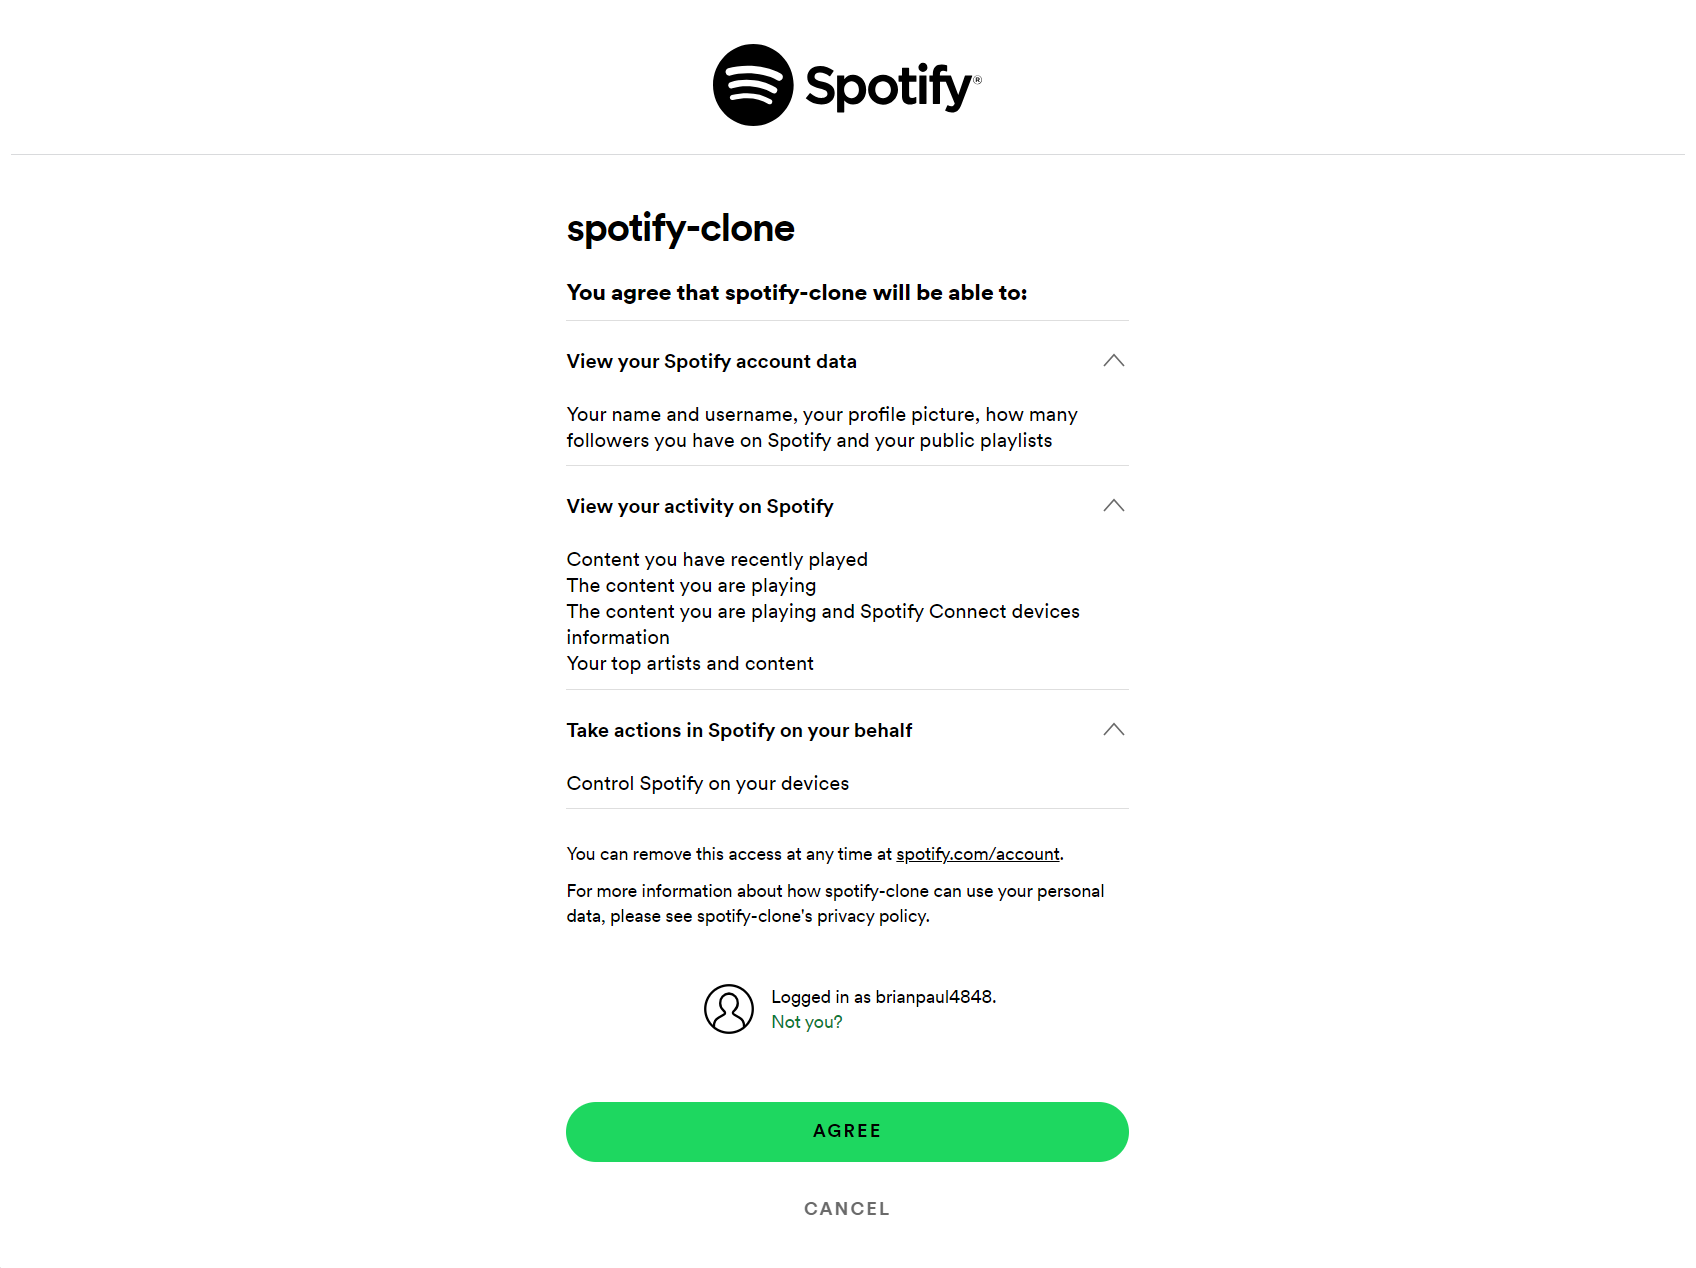 Spotify®
spotify-clone
You agree that spotify-clone will be able to:
View your Spotify account data
Your name and username, your profile picture, how many
followers you have on Spotify and your public playlists
View your activity on Spotify
Content you have recently played
The content you are playing
The content you are playing and Spotify Connect devices
information
Your top artists and content
Take actions in Spotify on your behalf
Control Spotify on your devices
You can remove this access at any time at spotify.com/account.
For more information about how spotify-clone can use your personal
data, please see spotify-clone's privacy policy.
Logged in as brianpaul4848.
Not you?
AGREE
CANCEL